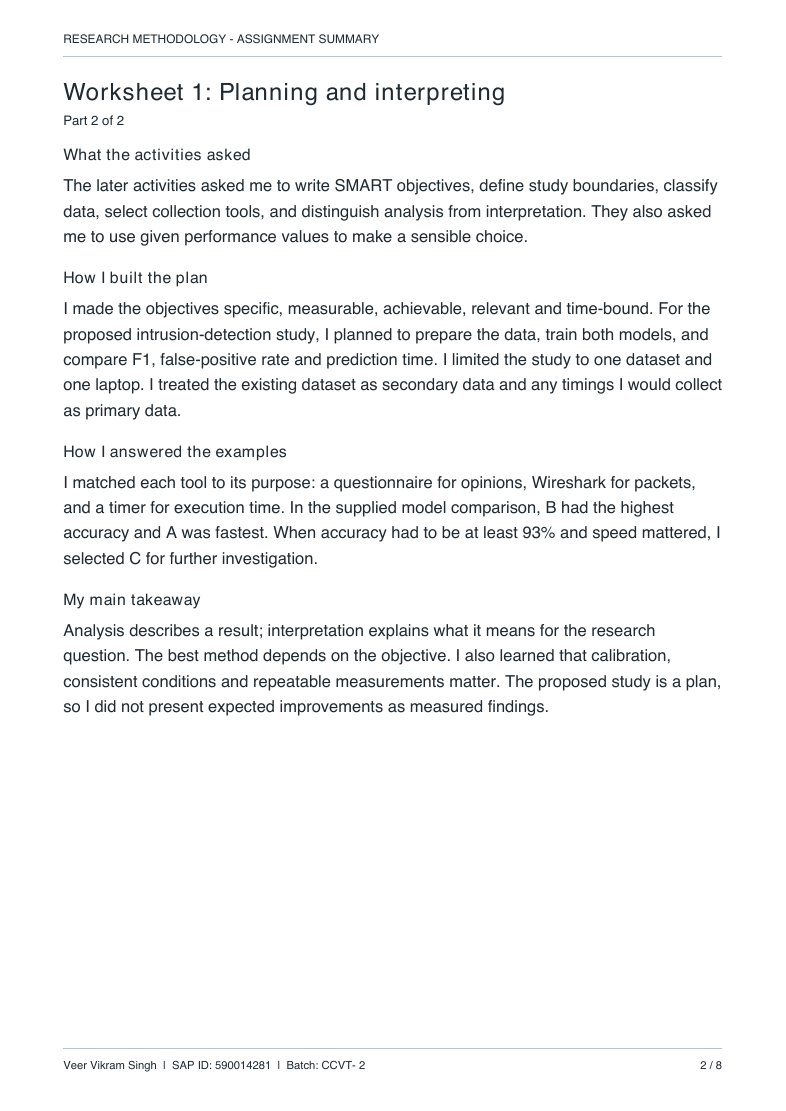 RESEARCH METHODOLOGY - ASSIGNMENT SUMMARY
Worksheet 1: Planning and interpreting
Part 2 of 2
What the activities asked
The later activities asked me to write SMART objectives, define study boundaries, classify
data, select collection tools, and distinguish analysis from interpretation. They also asked
me to use given performance values to make a sensible choice.
How I built the plan
I made the objectives specific, measurable, achievable, relevant and time-bound. For the
proposed intrusion-detection study, I planned to prepare the data, train both models, and
compare F1, false-positive rate and prediction time. I limited the study to one dataset and
one laptop. I treated the existing dataset as secondary data and any timings I would collect
as primary data.
How I answered the examples
I matched each tool to its purpose: a questionnaire for opinions, Wireshark for packets,
and a timer for execution time. In the supplied model comparison, B had the highest
accuracy and A was fastest. When accuracy had to be at least 93% and speed mattered, I
selected C for further investigation.
My main takeaway
Analysis describes a result; interpretation explains what it means for the research
question. The best method depends on the objective. I also learned that calibration,
consistent conditions and repeatable measurements matter. The proposed study is a plan,
so I did not present expected improvements as measured findings.
Veer Vikram Singh | SAP ID: 590014281 | Batch: CCVT- 2 2 / 8